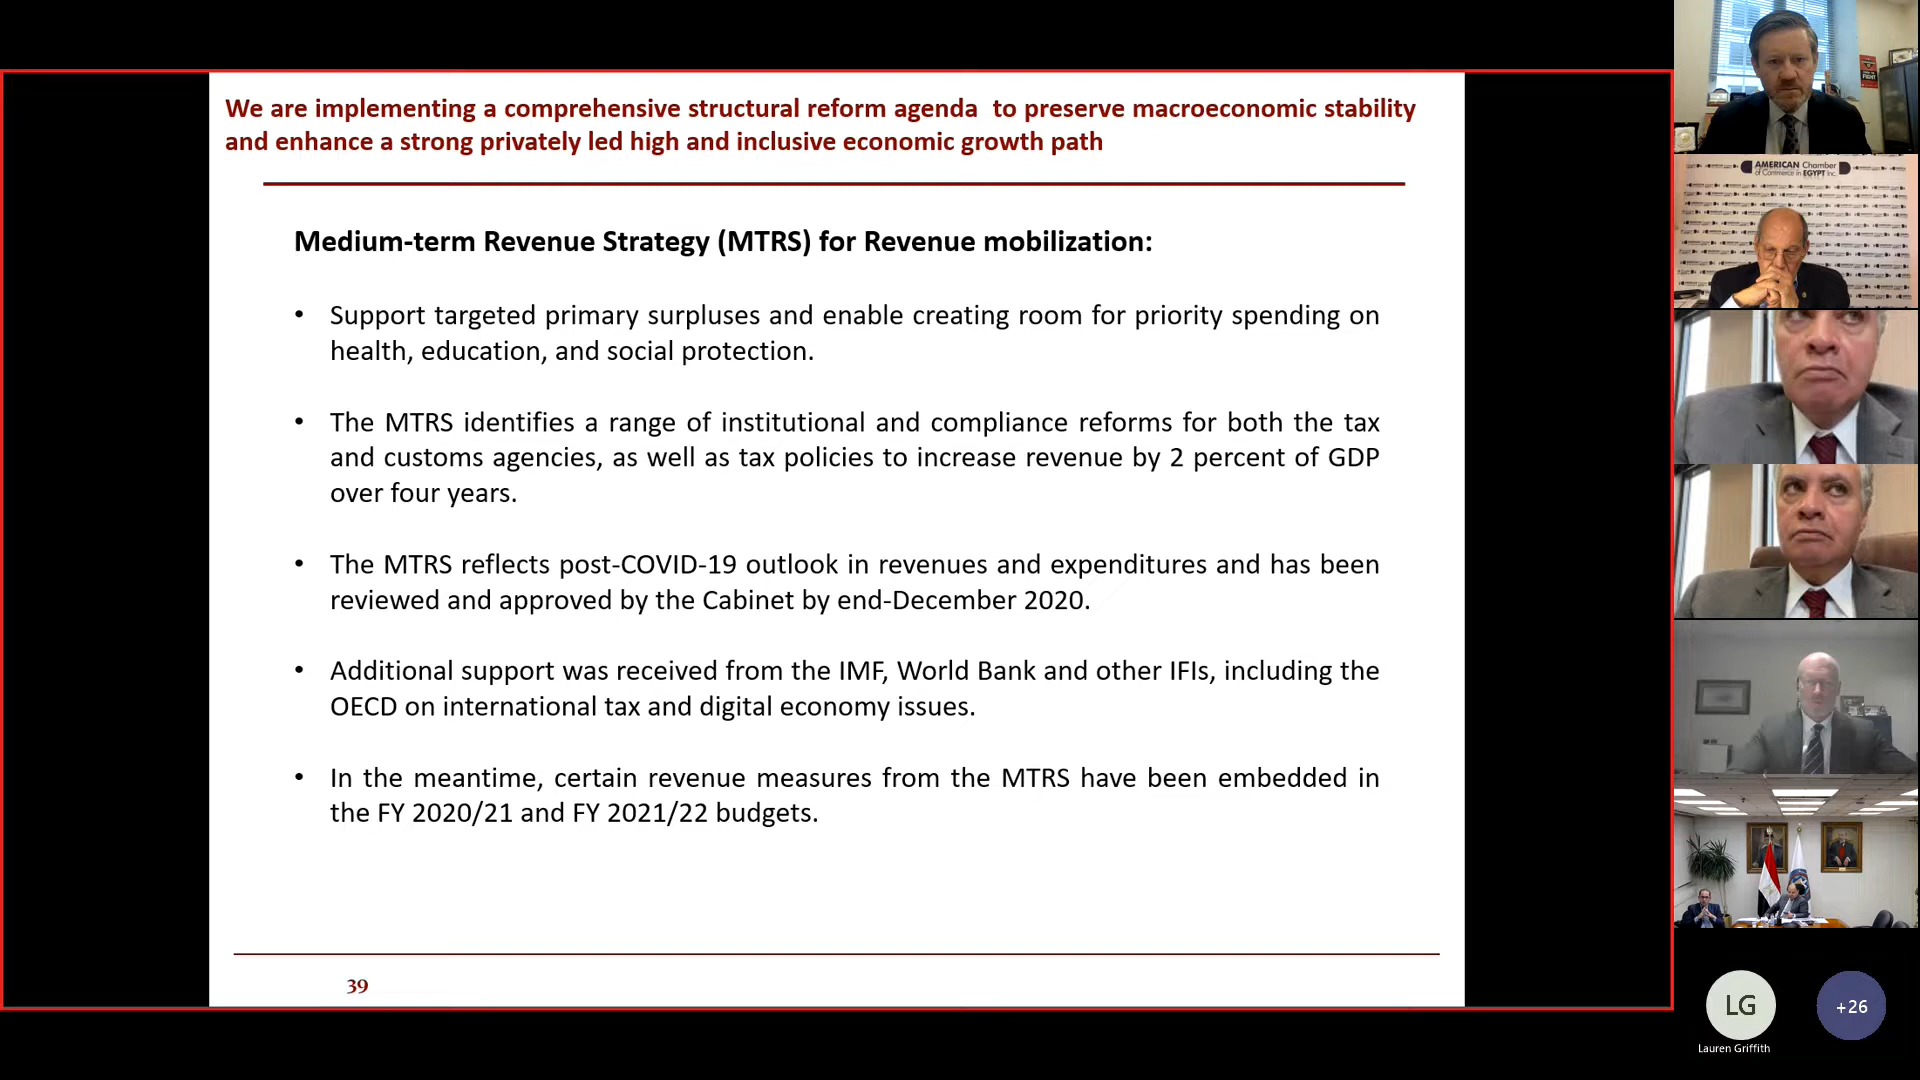 We are implementing a comprehensive structural reform agenda  to preserve macroeconomic stability
and enhance a strong privately led high and inclusive economic growth path
Medium-term Revenue Strategy (MTRS) for Revenue mobilization:
• Support targeted primary surpluses and enable creating room for priority spending on
health, education, and social protection.
• The MTRS identifies a range of institutional and compliance reforms for both the tax
and customs agencies, as well as tax policies to increase revenue by 2 percent of GDP
over four years.
• The MTRS reflects post-COVID-19 outlook in revenues and expenditures and has been
reviewed and approved by the Cabinet by end-December 2020.
• Additional support was received from the IMF, World Bank and other IFIs, including the
OECD on international tax and digital economy issues.
• In the meantime, certain revenue measures from the MTRS have been embedded in
the FY 2020/21 and FY 2021/22 budgets.
39
FIGHT
AMERICAN Chamber
of Commerce in EGYPT Inc.
LG
+26
Lauren Griffith